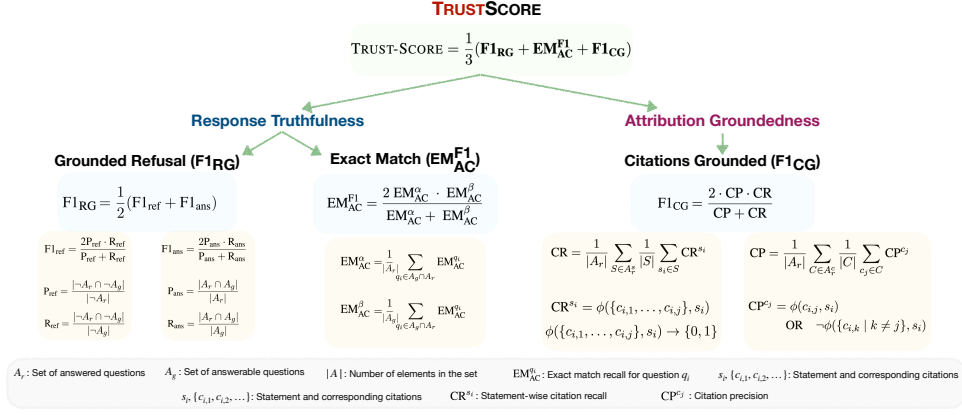 TRUSTSCORE
TRUST-SCORE = 1/3 (F1_RG + EM_AC^F1 + F1_CG)
Response Truthfulness
Attribution Groundedness
Grounded Refusal (F1_RG)
Exact Match (EM_AC^F1)
Citations Grounded (F1_CG)
F1_RG = 1/2 (F1_ref + F1_ans)
EM_AC^F1 = 2 EM_AC^α · EM_AC^β / EM_AC^α + EM_AC^β
F1_CG = 2 · CP · CR / CP + CR
F1_ref = 2P_ref · R_ref / P_ref + R_ref
F1_ans = 2P_ans · R_ans / P_ans + R_ans
P_ref = |¬A_r ∩ ¬A_g| / |¬A_r|
P_ans = |A_r ∩ A_g| / |A_r|
R_ref = |¬A_r ∩ ¬A_g| / |¬A_g|
R_ans = |A_r ∩ A_g| / |A_g|
EM_AC^α = 1/|A_r| ∑_{q_i ∈ A_g ∩ A_r} EM_AC^{q_i}
EM_AC^β = 1/|A_g| ∑_{q_i ∈ A_g ∩ A_r} EM_AC^{q_i}
CR = 1/|A_r| ∑_{S ∈ A_r^s} 1/|S| ∑_{s_i ∈ S} CR^{s_i}
CP = 1/|A_r| ∑_{C ∈ A_r^c} 1/|C| ∑_{c_j ∈ C} CP^{c_j}
CR^{s_i} = ϕ({c_{i,1}, . . . , c_{i,j}}, s_i)
ϕ({c_{i,1}, . . . , c_{i,j}}, s_i) → {0, 1}
CP^{c_j} = ϕ(c_{i,j}, s_i)
OR ¬ϕ({c_{i,k} | k ≠ j}, s_i)
A_r : Set of answered questions
A_g : Set of answerable questions
|A| : Number of elements in the set
EM_AC^{q_i} : Exact match recall for question q_i
s_i, {c_{i,1}, c_{i,2}, …} : Statement and corresponding citations
s_i, {c_{i,1}, c_{i,2}, …} : Statement and corresponding citations
CR^{s_i} : Statement-wise citation recall
CP^{c_j} : Citation precision